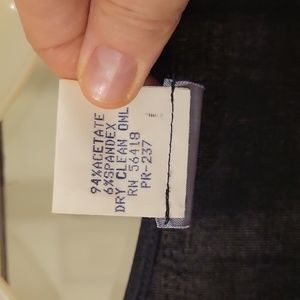 94%ACETATE
6%SPANDEX
DRY CLEAN ONL
RN 56418
PR-237